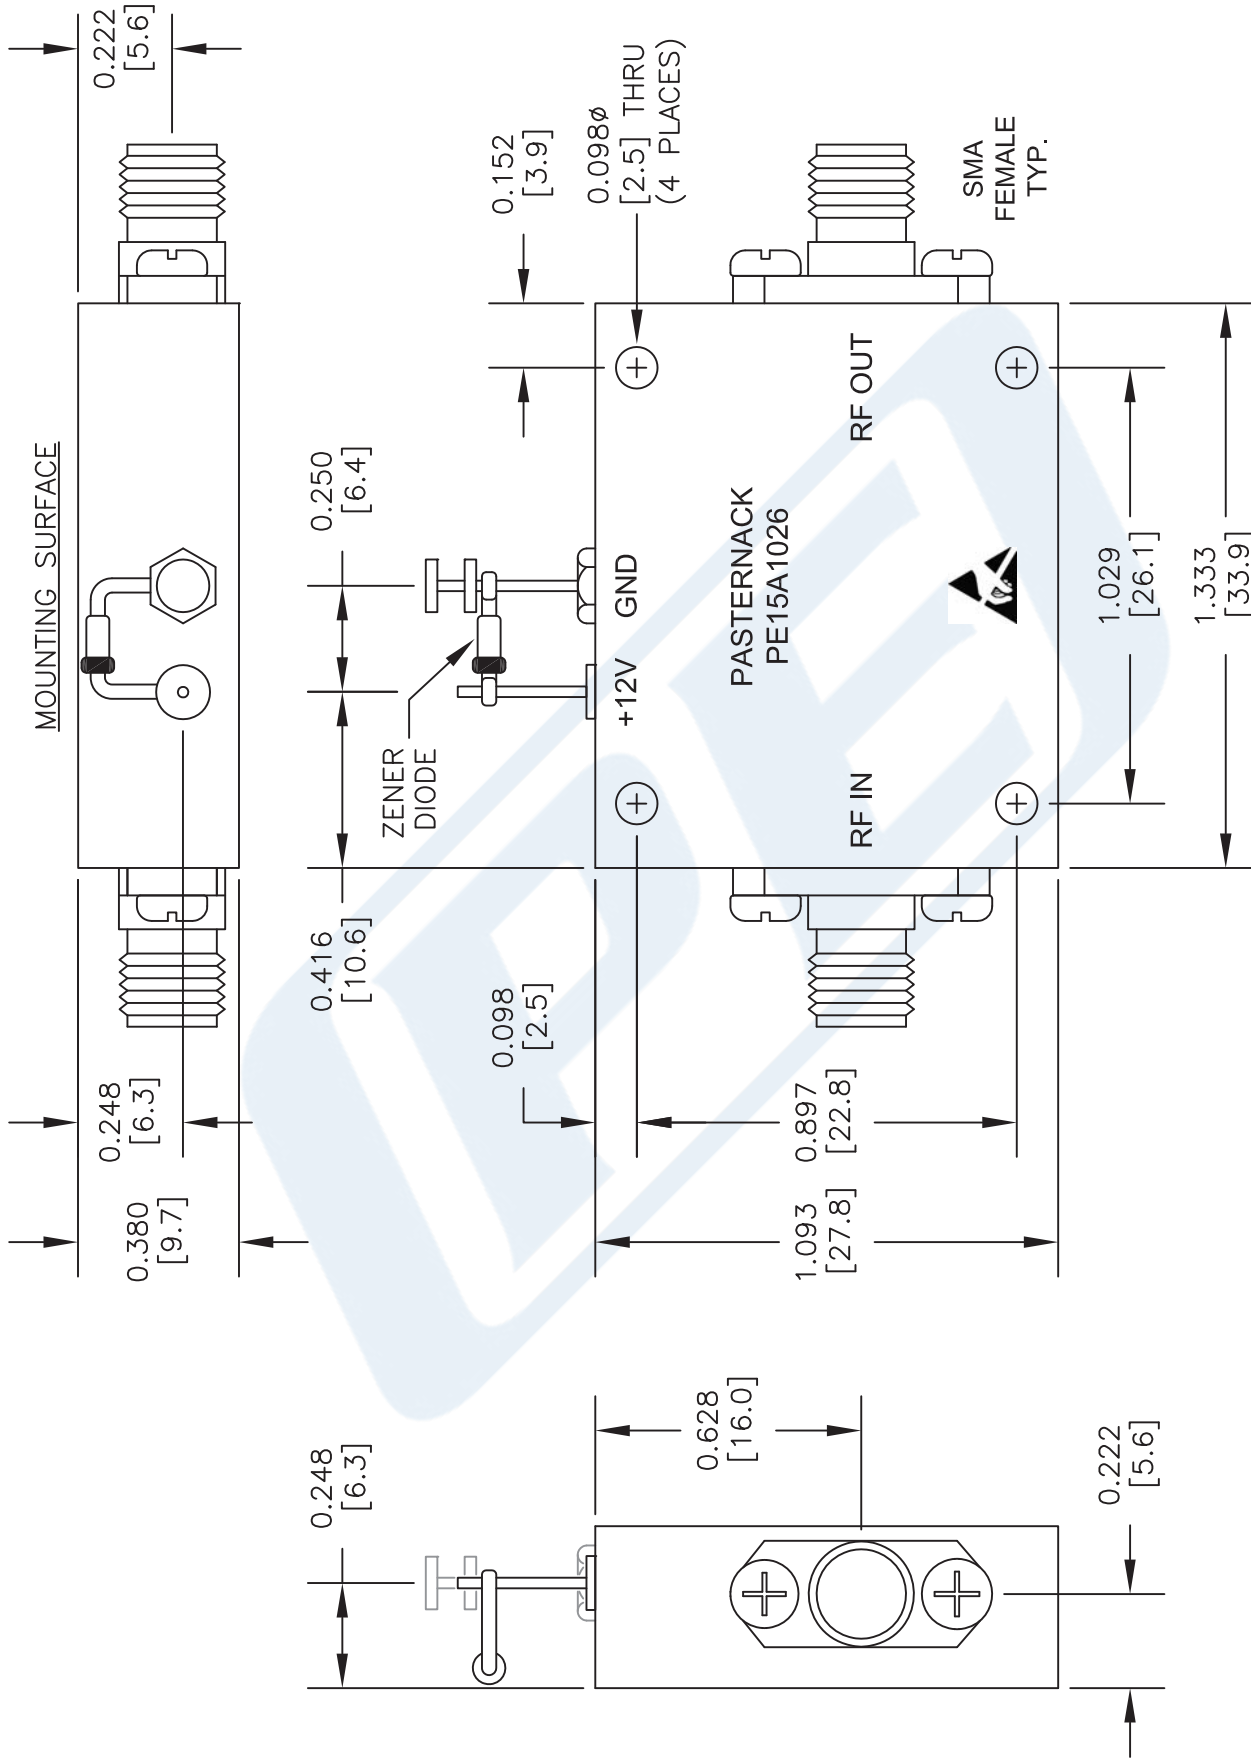 MOUNTING SURFACE
0.222
[5.6]
0.248
[6.3]
0.380
[9.7]
0.250
[6.4]
0.416
[10.6]
ZENER
DIODE
0.152
[3.9]
0.098ø
[2.5] THRU
(4 PLACES)
0.098
[2.5]
+12V
GND
PASTERNACK
PE15A1026
RF IN
RF OUT
SMA
FEMALE
TYP.
0.897
[22.8]
1.093
[27.8]
1.029
[26.1]
1.333
[33.9]
0.248
[6.3]
0.628
[16.0]
0.222
[5.6]
PE